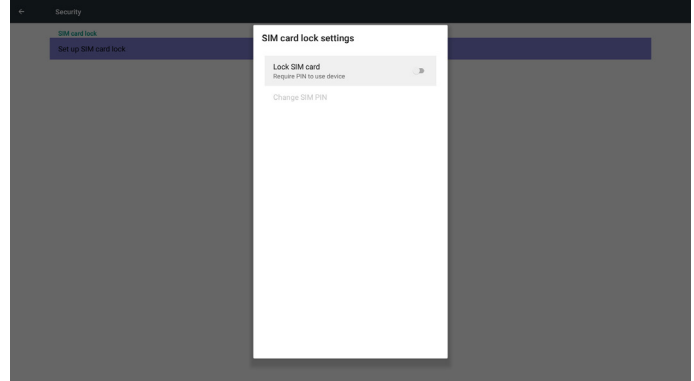 Security
SIM card lock
Set up SIM card lock
SIM card lock settings
Lock SIM card
Require PIN to use device
Change SIM PIN